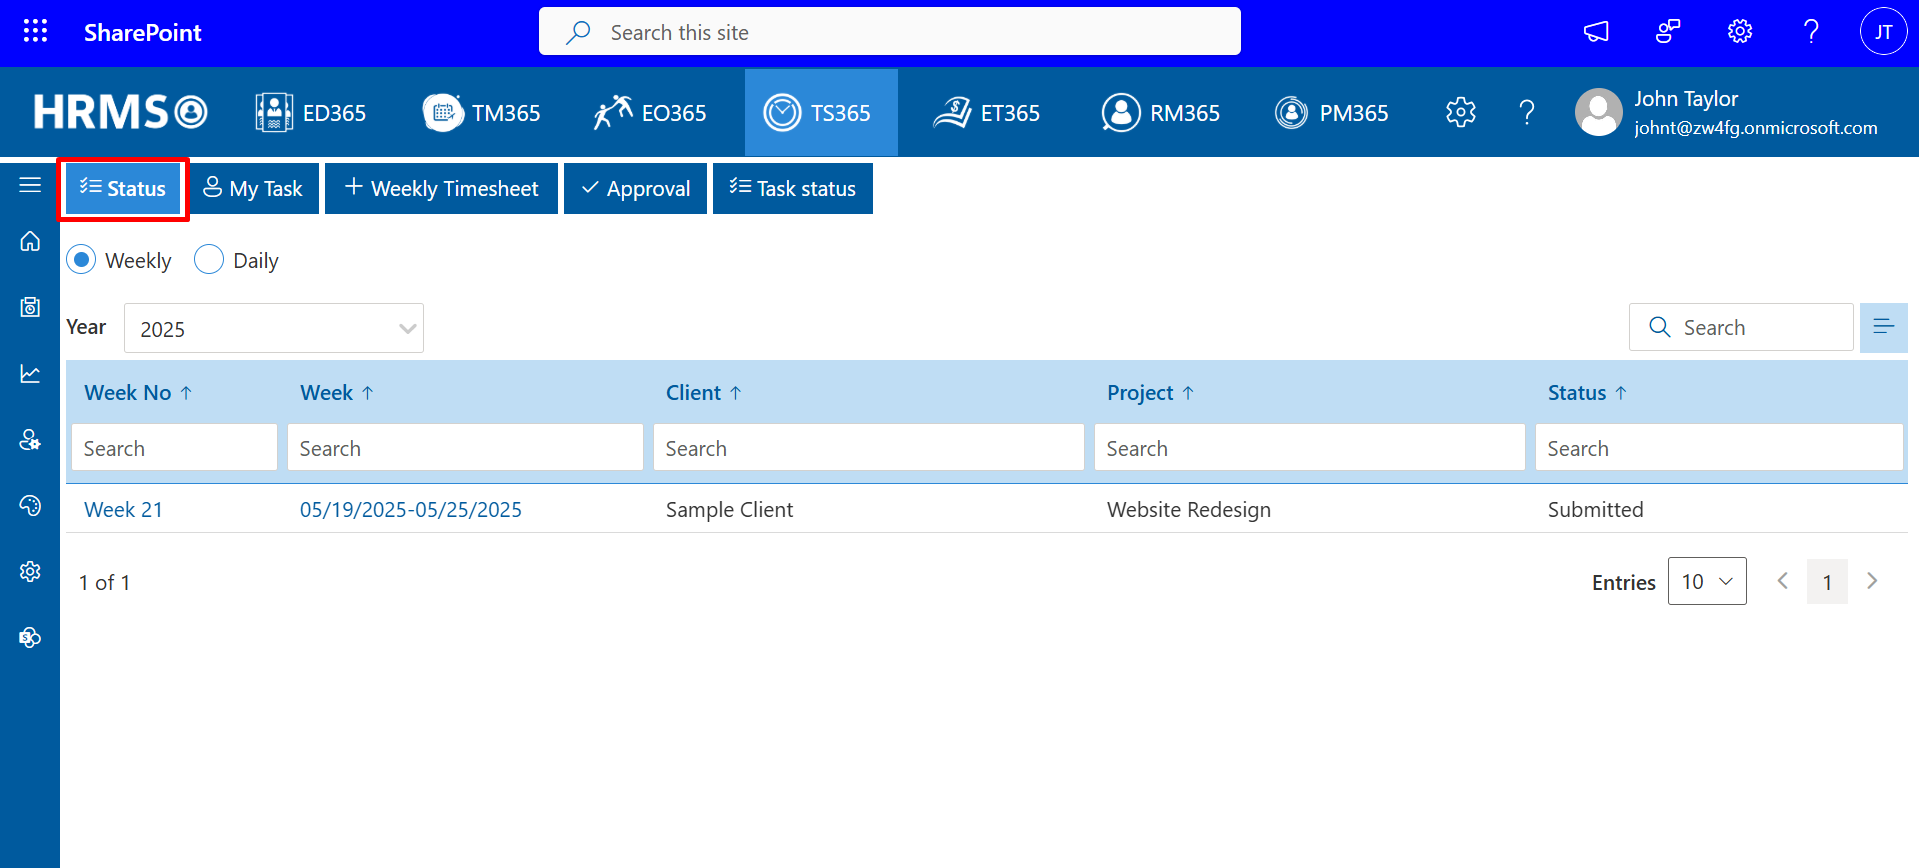 SharePoint
Search this site
JT
HRMS
ED365
TM365
EO365
TS365
ET365
RM365
PM365
John Taylor
johnt@zw4fg.onmicrosoft.com
Status
My Task
Weekly Timesheet
Approval
Task status
Weekly
Daily
Year
2025
Search
Week No
Week
Client
Project
Status
Search
Search
Search
Search
Search
Week 21
05/19/2025-05/25/2025
Sample Client
Website Redesign
Submitted
1 of 1
Entries
10
1